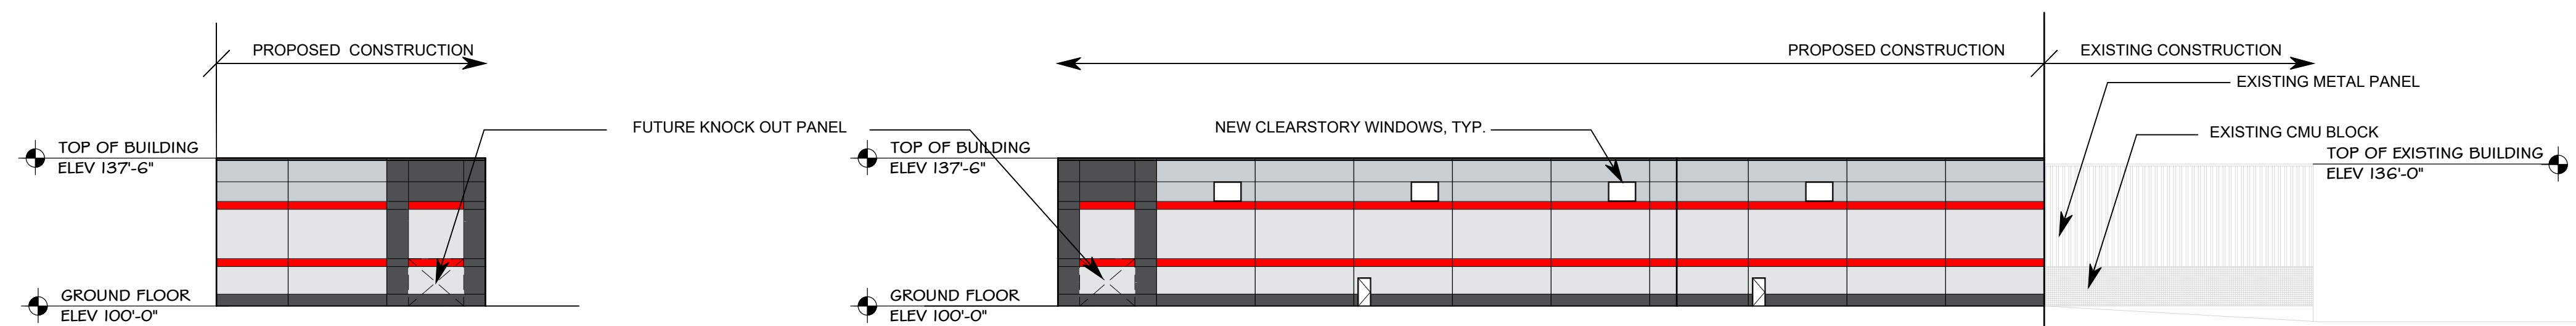 PROPOSED CONSTRUCTION
PROPOSED CONSTRUCTION
EXISTING CONSTRUCTION
EXISTING METAL PANEL
FUTURE KNOCK OUT PANEL
NEW CLEARSTORY WINDOWS, TYP.
EXISTING CMU BLOCK
TOP OF BUILDING
ELEV 137'-6"
TOP OF BUILDING
ELEV 137'-6"
TOP OF EXISTING BUILDING
ELEV 136'-0"
GROUND FLOOR
ELEV 100'-0"
GROUND FLOOR
ELEV 100'-0"